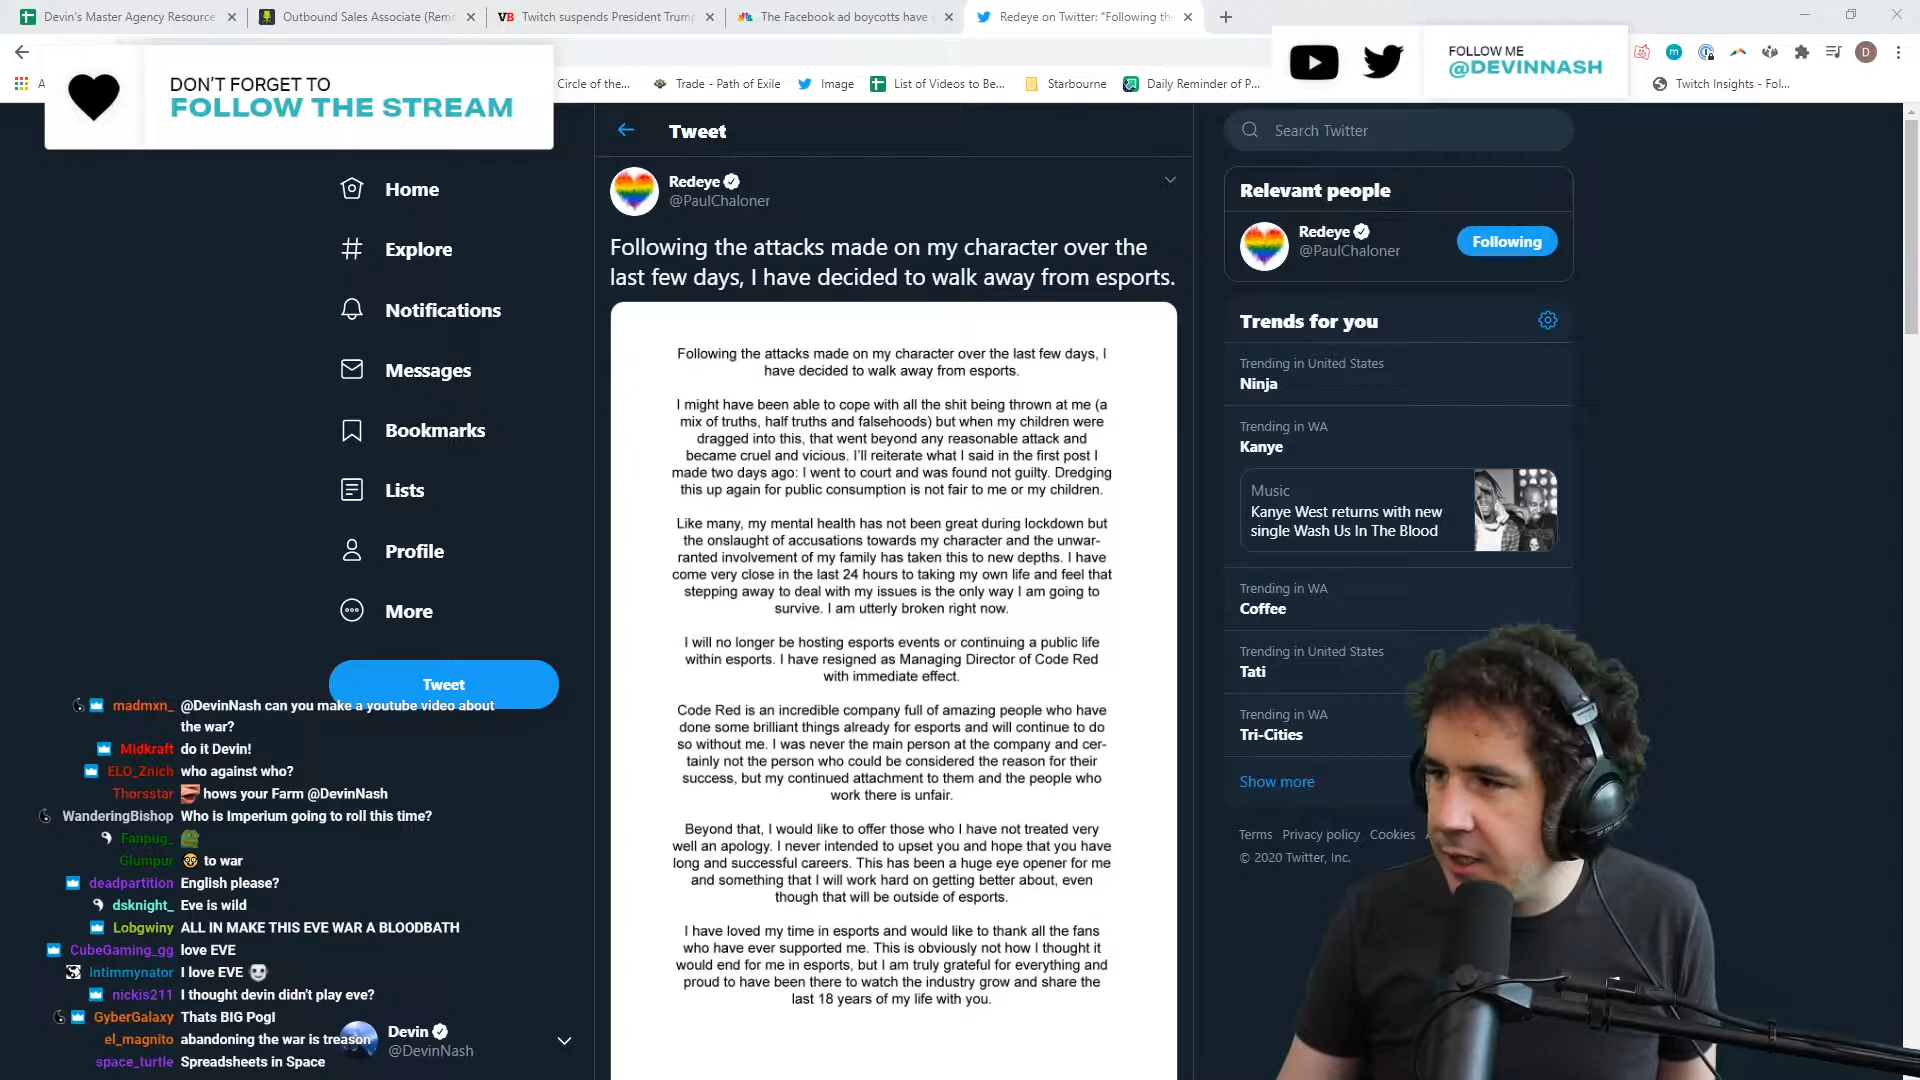 Devin's Master Agency Resource
Outbound Sales Associate (Rem
Twitch suspends President Trum
The Facebook ad boycotts have
Redeye on Twitter: "Following th
DON'T FORGET TO
FOLLOW THE STREAM
FOLLOW ME
@DEVINNASH
Circle of the...
Trade - Path of Exile
Image
List of Videos to Be...
Starbourne
Daily Reminder of P...
Twitch Insights - Fol...
Home
Explore
Notifications
Messages
Bookmarks
Lists
Profile
More
Tweet
Tweet
Redeye
@PaulChaloner
Following the attacks made on my character over the
last few days, I have decided to walk away from esports.
Following the attacks made on my character over the last few days, I
have decided to walk away from esports.
I might have been able to cope with all the shit being thrown at me (a
mix of truths, half truths and falsehoods) but when my children were
dragged into this, that went beyond any reasonable attack and
became cruel and vicious. I'll reiterate what I said in the first post I
made two days ago: I went to court and was found not guilty. Dredging
this up again for public consumption is not fair to me or my children.
Like many, my mental health has not been great during lockdown but
the onslaught of accusations towards my character and the unwar-
ranted involvement of my family has taken this to new depths. I have
come very close in the last 24 hours to taking my own life and feel that
stepping away to deal with my issues is the only way I am going to
survive. I am utterly broken right now.
I will no longer be hosting esports events or continuing a public life
within esports. I have resigned as Managing Director of Code Red
with immediate effect.
Code Red is an incredible company full of amazing people who have
done some brilliant things already for esports and will continue to do
so without me. I was never the main person at the company and cer-
tainly not the person who could be considered the reason for their
success, but my continued attachment to them and the people who
work there is unfair.
Beyond that, I would like to offer those who I have not treated very
well an apology. I never intended to upset you and hope that you have
long and successful careers. This has been a huge eye opener for me
and something that I will work hard on getting better about, even
though that will be outside of esports.
I have loved my time in esports and would like to thank all the fans
who have ever supported me. This is obviously not how I thought it
would end for me in esports, but I am truly grateful for everything and
proud to have been there to watch the industry grow and share the
last 18 years of my life with you.
Search Twitter
Relevant people
Redeye
@PaulChaloner
Following
Trends for you
Trending in United States
Ninja
Trending in WA
Kanye
Music
Kanye West returns with new
single Wash Us In The Blood
Trending in WA
Coffee
Trending in United States
Tati
Trending in WA
Tri-Cities
Show more
Terms Privacy policy Cookies
© 2020 Twitter, Inc.
madmxn_ @DevinNash can you make a youtube video about
the war?
Midkraft do it Devin!
ELO_Znich who against who?
Thorsstar hows your Farm @DevinNash
WanderingBishop Who is Imperium going to roll this time?
Fanpug_
Glumpur to war
deadpartition English please?
dsknight_ Eve is wild
Lobgwiny ALL IN MAKE THIS EVE WAR A BLOODBATH
CubeGaming_gg love EVE
intimmynator I love EVE
nickis211 I thought devin didn't play eve?
GyberGalaxy Thats BIG PogI
el_magnito abandoning the war is treason
space_turtle Spreadsheets in Space
Devin
@DevinNash